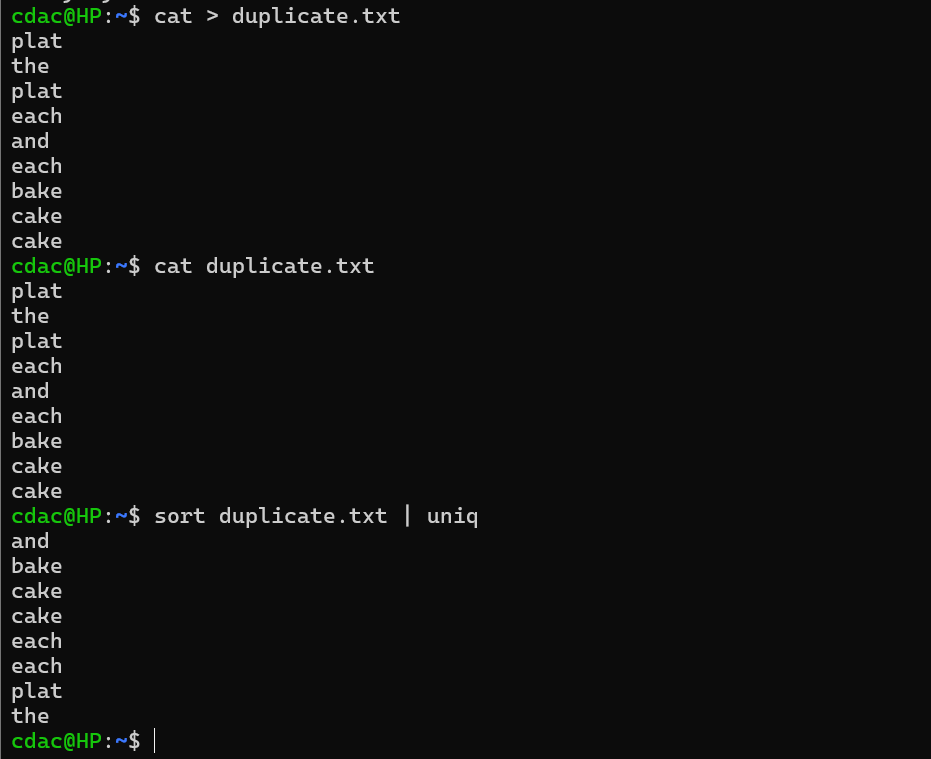 cdac@HP:~$ cat > duplicate.txt
plat
the
plat
each
and
each
bake
cake
cake
cdac@HP:~$ cat duplicate.txt
plat
the
plat
each
and
each
bake
cake
cake
cdac@HP:~$ sort duplicate.txt | uniq
and
bake
cake
cake
each
each
plat
the
cdac@HP:~$